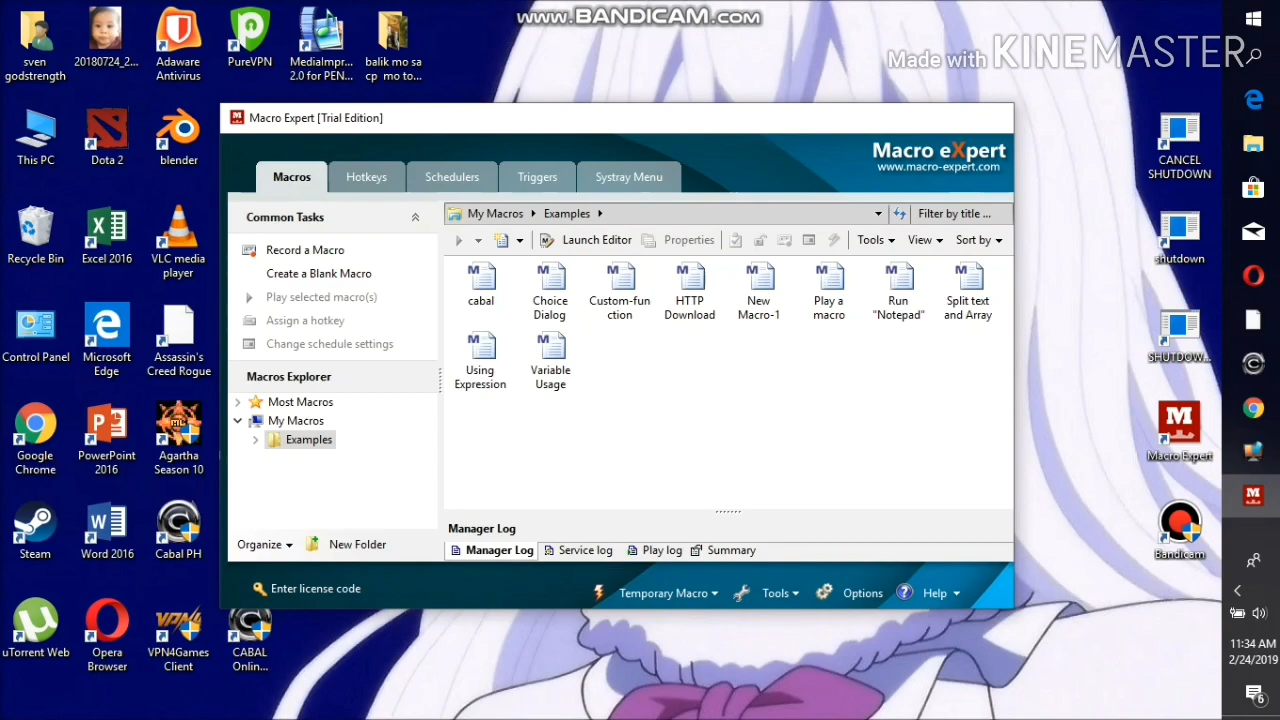 www.BANDICAM.com
Made with KINEMASTER
sven
godstrength
20180724_2...
Adaware
Antivirus
PureVPN
MediaImpr...
2.0 for PEN...
balik mo sa
cp mo to...
This PC
Dota 2
blender
Recycle Bin
Excel 2016
VLC media
player
Control Panel
Microsoft
Edge
Assassin's
Creed Rogue
Google
Chrome
PowerPoint
2016
Agartha
Season 10
Steam
Word 2016
Cabal PH
uTorrent Web
Opera
Browser
VPN4Games
Client
CABAL
Onlin...
Macro Expert [Trial Edition]
Macro eXpert
www.macro-expert.com
Macros
Hotkeys
Schedulers
Triggers
Systray Menu
Common Tasks
Record a Macro
Create a Blank Macro
Play selected macro(s)
Assign a hotkey
Change schedule settings
Macros Explorer
Most Macros
My Macros
Examples
Organize
New Folder
My Macros Examples
Filter by title ...
Launch Editor
Properties
Tools
View
Sort by
cabal
Choice
Dialog
Custom-fun
ction
HTTP
Download
New
Macro-1
Play a
macro
Run
"Notepad"
Split text
and Array
Using
Expression
Variable
Usage
Manager Log
Manager Log
Service log
Play log
Summary
Enter license code
Temporary Macro
Tools
Options
Help
CANCEL
SHUTDOWN
shutdown
SHUTDOW...
Macro Expert
Bandicam
11:34 AM
2/24/2019
6